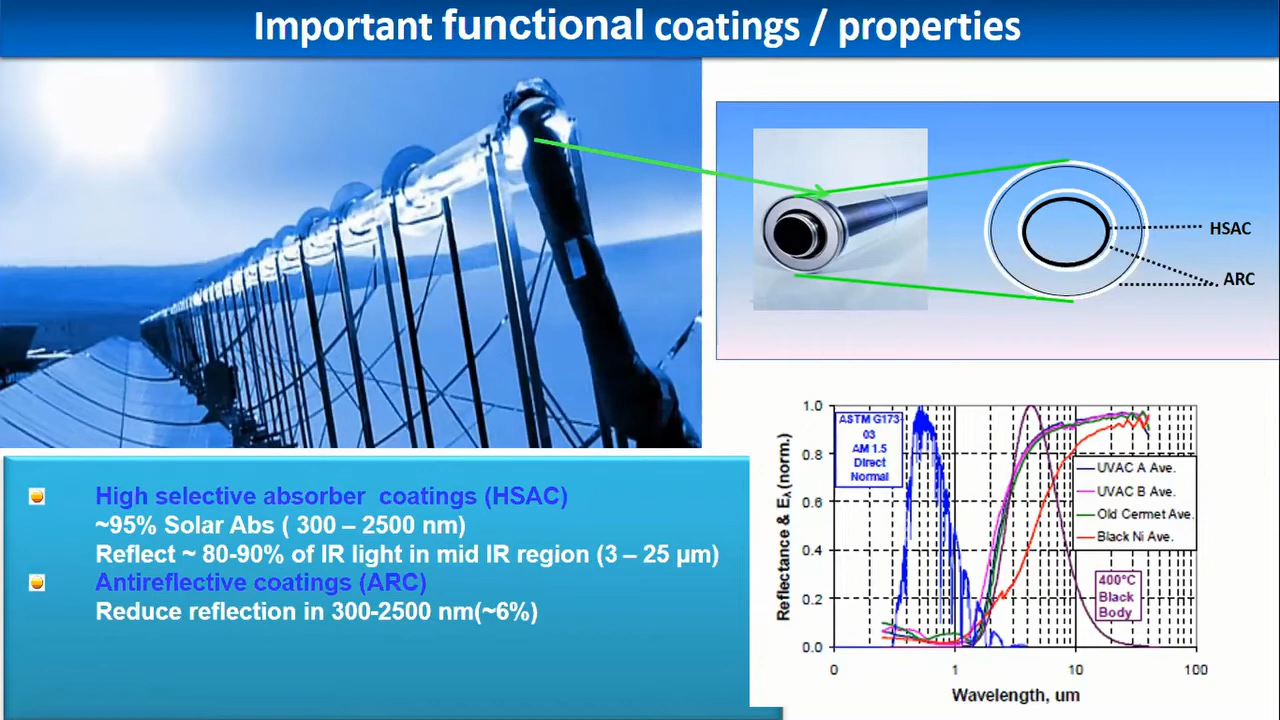 Important functional coatings / properties
HSAC
ARC
High selective absorber coatings (HSAC)
~95% Solar Abs ( 300 – 2500 nm)
Reflect ~ 80-90% of IR light in mid IR region (3 – 25 µm)
Antireflective coatings (ARC)
Reduce reflection in 300-2500 nm(~6%)
Reflectance & Eλ (norm.)
1.0
0.8
0.6
0.4
0.2
0.0
ASTM G173-
03
AM 1.5
Direct
Normal
UVAC A Ave.
UVAC B Ave.
Old Cermet Ave.
Black Ni Ave.
400°C
Black
Body
0
1
10
100
Wavelength, um